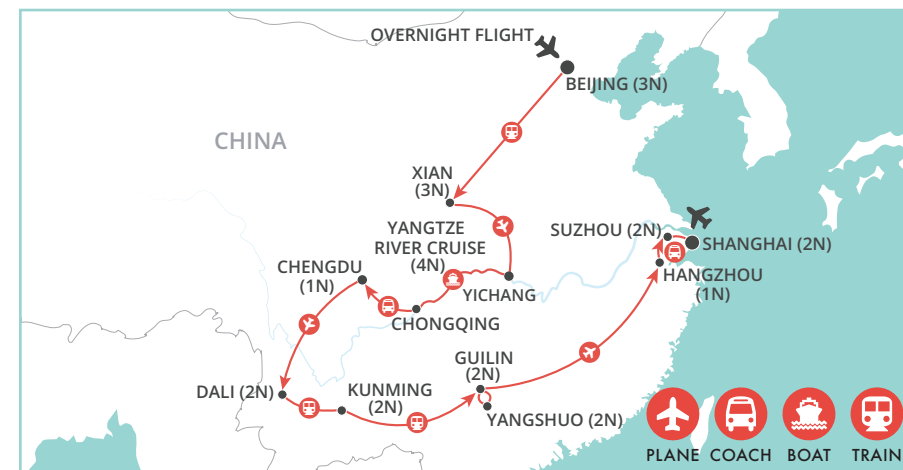 OVERNIGHT FLIGHT
BEIJING (3N)
CHINA
XIAN
(3N)
YANGTZE
RIVER CRUISE
(4N)
SUZHOU (2N)
SHANGHAI (2N)
CHENGDU
(1N)
HANGZHOU
(1N)
YICHANG
CHONGQING
GUILIN
(2N)
DALI (2N)
KUNMING
(2N)
YANGSHUO (2N)
PLANE COACH BOAT TRAIN